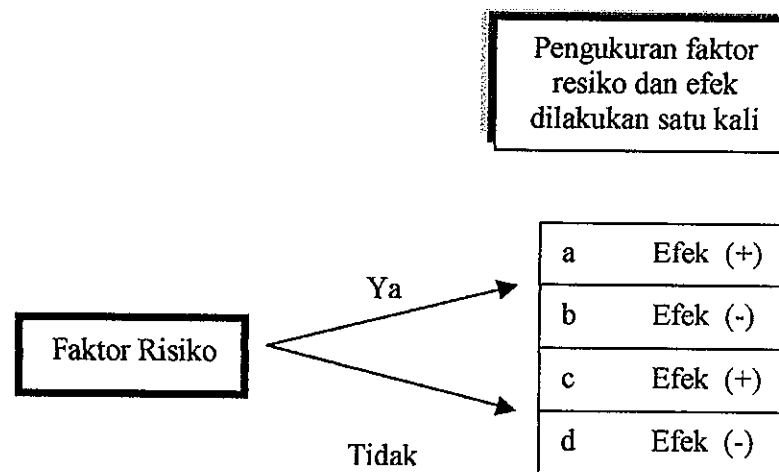 Pengukuran faktor
resiko dan efek
dilakukan satu kali
a Efek (+)
Ya
b Efek (-)
Faktor Risiko
c Efek (+)
Tidak
d Efek (-)